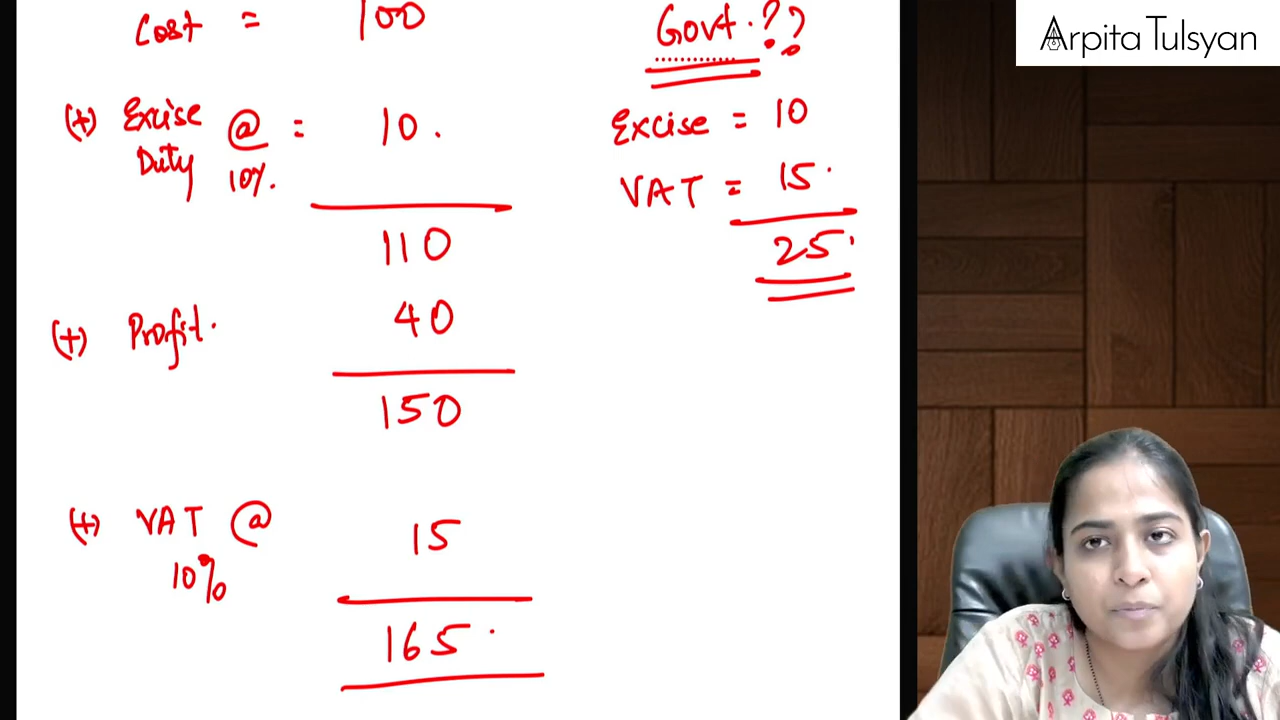 Cost = 100
(+) Excise Duty @ 10% = 10.
110
(+) Profit. 40
150
(+) VAT @ 10% 15
165.
Govt.??
Excise = 10
VAT = 15.
25.
Arpita Tulsyan